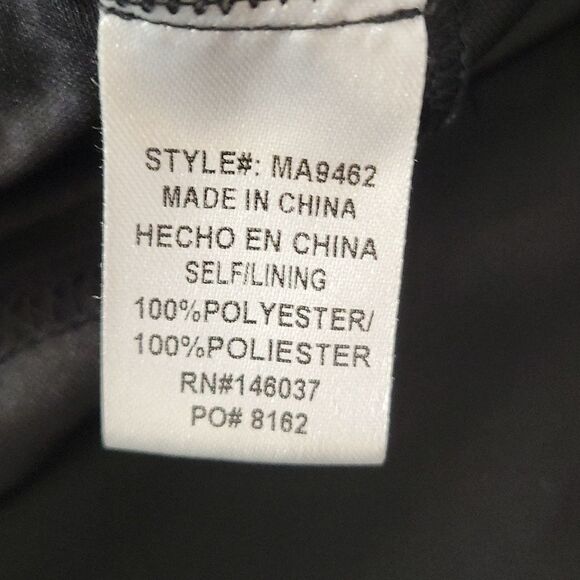 STYLE#: MA9462
MADE IN CHINA
HECHO EN CHINA
SELF/LINING
100%POLYESTER/
100%POLIESTER
RN#146037
PO# 8162